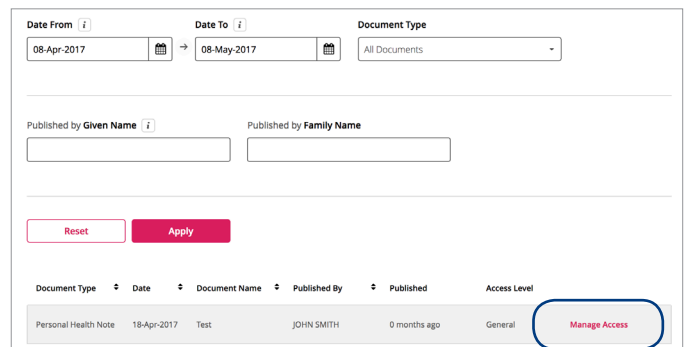 Date From i Date To i Document Type
08-Apr-2017 → 08-May-2017 All Documents
Published by Given Name i Published by Family Name
Reset Apply
Document Type Date Document Name Published By Published Access Level
Personal Health Note 18-Apr-2017 Test JOHN SMITH 0 months ago General Manage Access